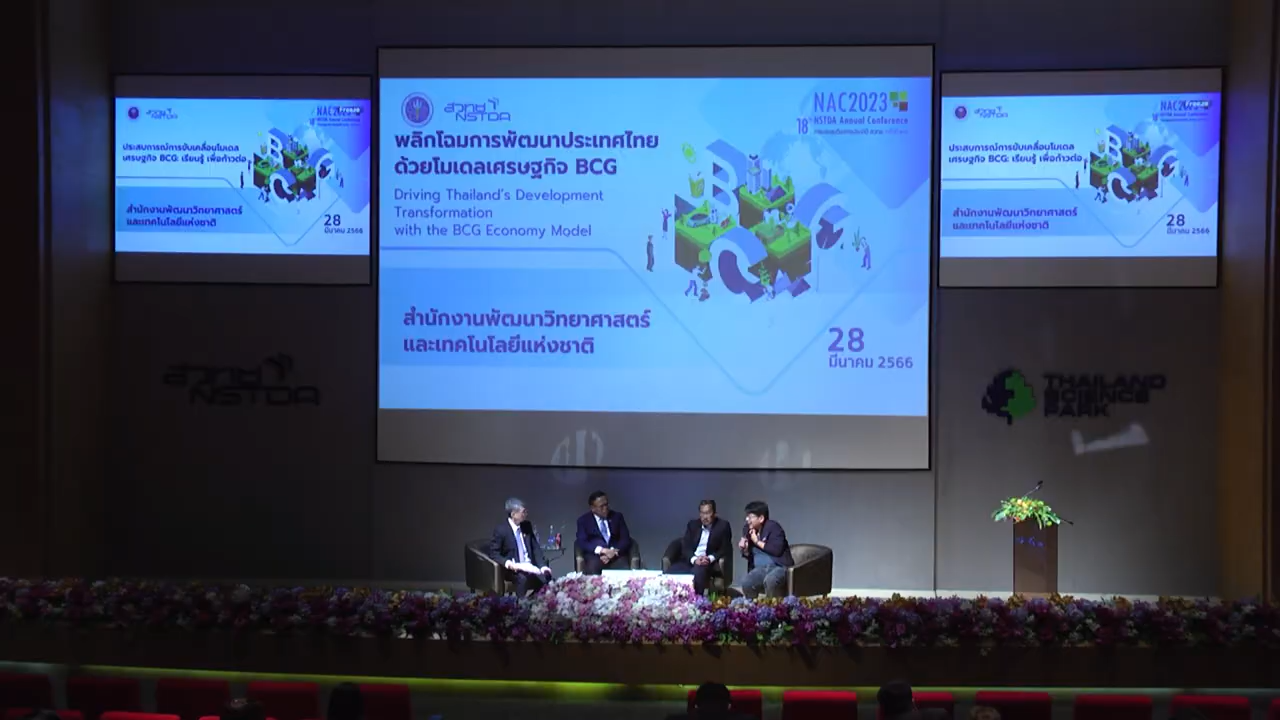 สวทช
NSTDA
NAC2023
18th NSTDA Annual Conference
พลิกโฉมการพัฒนาประเทศไทย
ด้วยโมเดลเศรษฐกิจ BCG
Driving Thailand's Development
Transformation
with the BCG Economy Model
BCG
สำนักงานพัฒนาวิทยาศาสตร์
และเทคโนโลยีแห่งชาติ
28
มีนาคม 2566
สวทช
NSTDA
NAC2023
Freeze
ประสบการณ์การขับเคลื่อนโมเดล
เศรษฐกิจ BCG: เรียนรู้ เพื่อก้าวต่อ
สำนักงานพัฒนาวิทยาศาสตร์
และเทคโนโลยีแห่งชาติ
28
มีนาคม 2566
สวทช
NSTDA
Freeze
ประสบการณ์การขับเคลื่อนโมเดล
เศรษฐกิจ BCG: เรียนรู้ เพื่อก้าวต่อ
สำนักงานพัฒนาวิทยาศาสตร์
และเทคโนโลยีแห่งชาติ
28
มีนาคม 2566
สวทช
NSTDA
THAILAND
SCIENCE
PARK